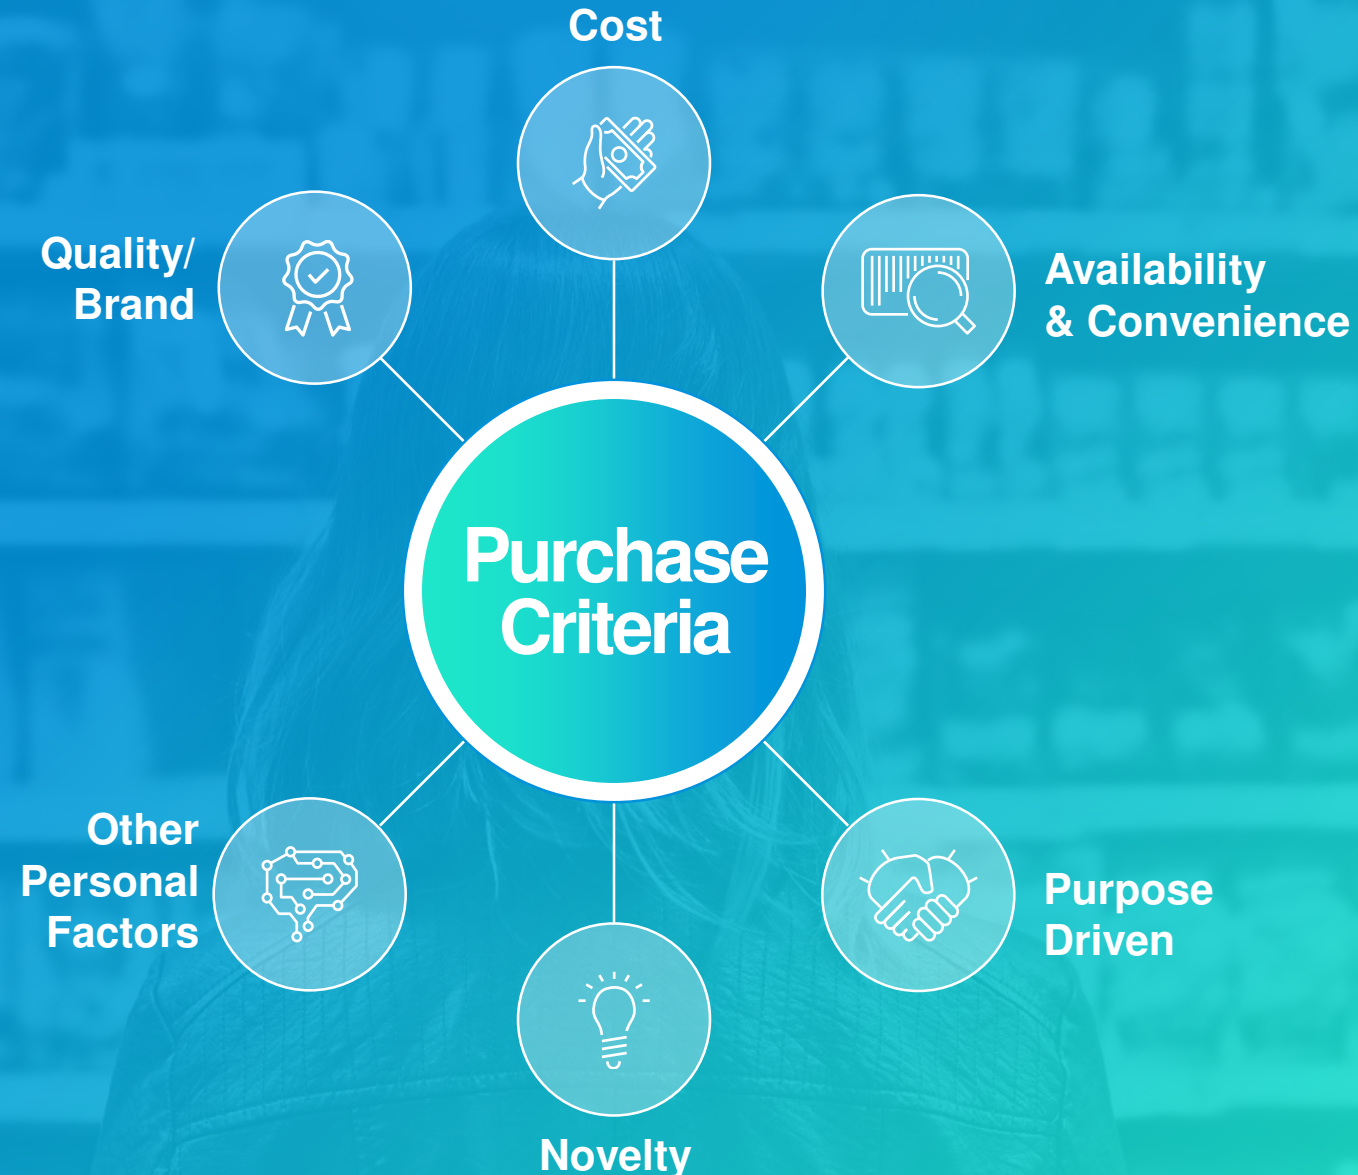 Cost
Quality/
Brand
Availability
& Convenience
Purchase
Criteria
Other
Personal
Factors
Purpose
Driven
Novelty